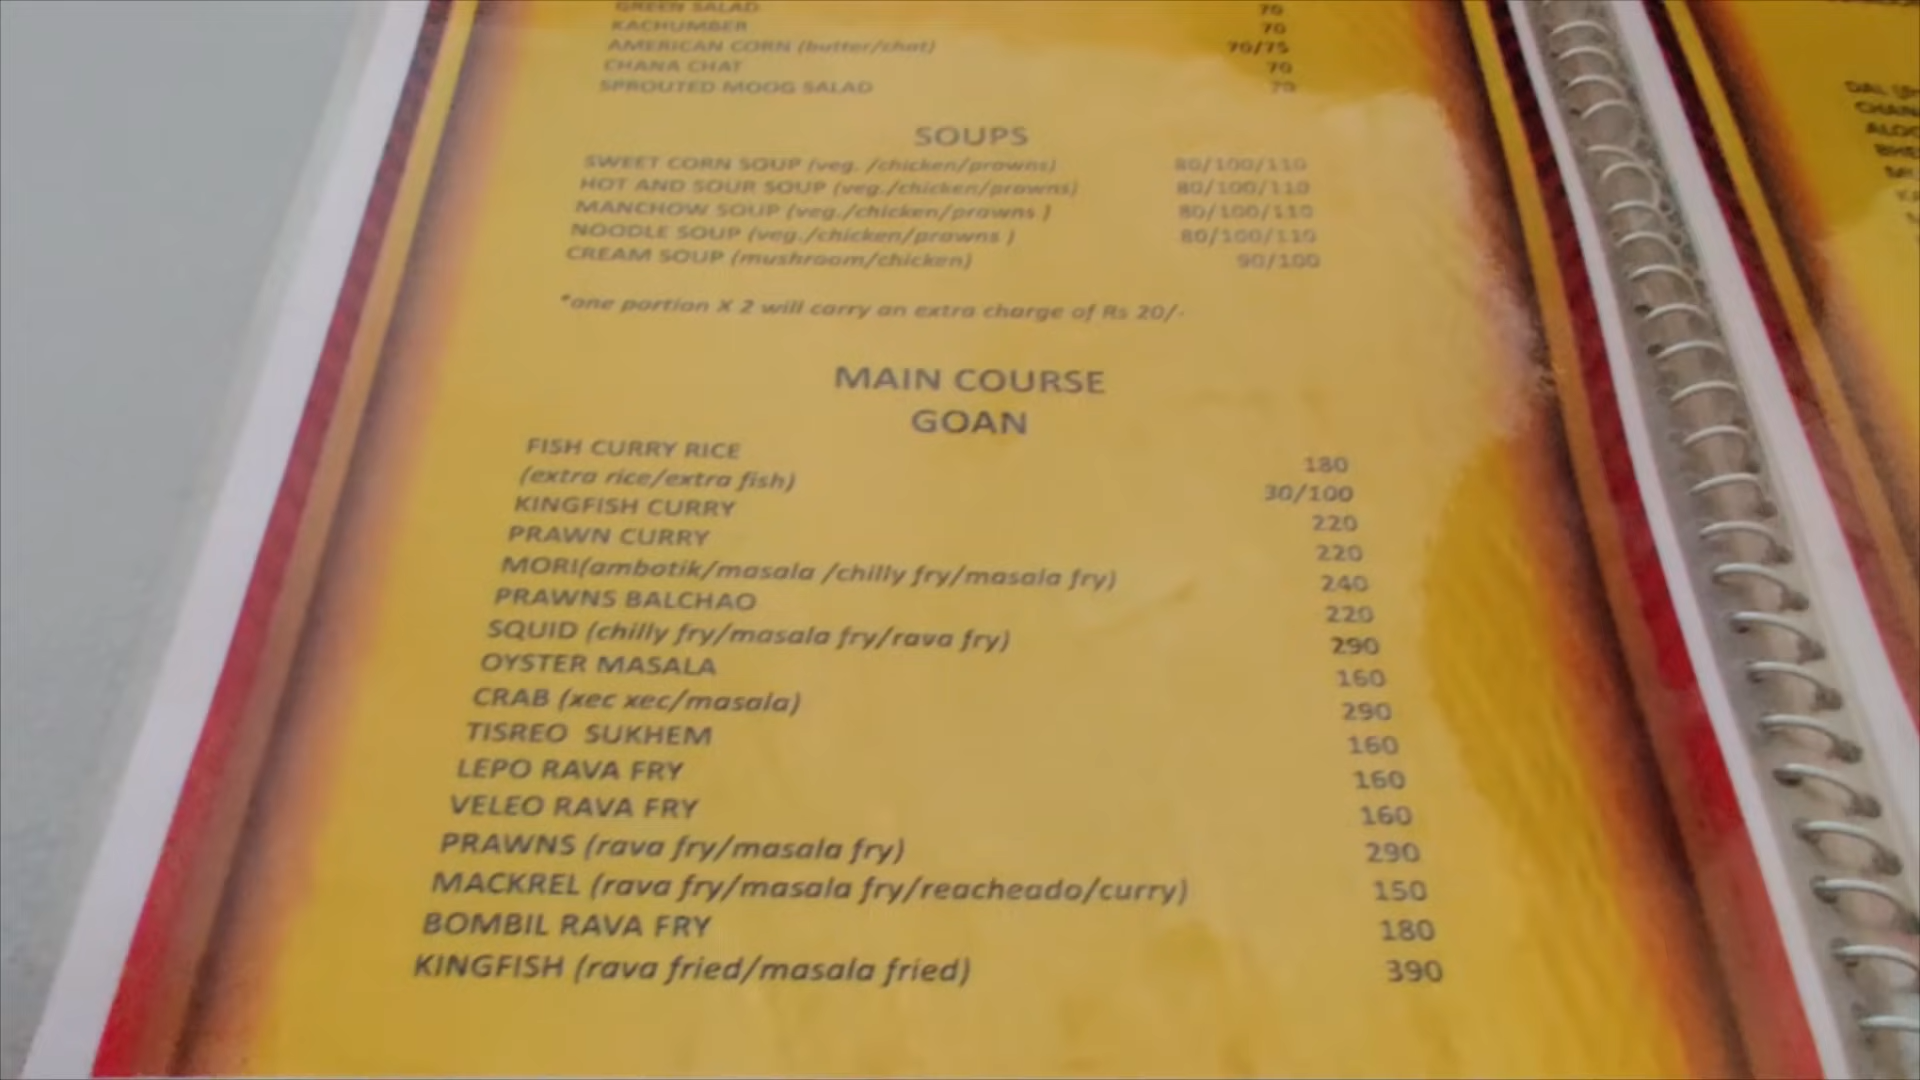 GREEN SALAD 70
KACHUMBER 70
AMERICAN CORN (butter/chat) 70/75
CHANA CHAT 70
SPROUTED MOOG SALAD 70
SOUPS
SWEET CORN SOUP (veg. /chicken/prawns) 80/100/110
HOT AND SOUR SOUP (veg./chicken/prawns) 80/100/110
MANCHOW SOUP (veg./chicken/prawns ) 80/100/110
NOODLE SOUP (veg./chicken/prawns ) 80/100/110
CREAM SOUP (mushroom/chicken) 90/100
*one portion X 2 will carry an extra charge of Rs 20/-
MAIN COURSE
GOAN
FISH CURRY RICE 180
(extra rice/extra fish) 30/100
KINGFISH CURRY 220
PRAWN CURRY 220
MORI(ambotik/masala /chilly fry/masala fry) 240
PRAWNS BALCHAO 220
SQUID (chilly fry/masala fry/rava fry) 290
OYSTER MASALA 160
CRAB (xec xec/masala) 290
TISREO SUKHEM 160
LEPO RAVA FRY 160
VELEO RAVA FRY 160
PRAWNS (rava fry/masala fry) 290
MACKREL (rava fry/masala fry/reacheado/curry) 150
BOMBIL RAVA FRY 180
KINGFISH (rava fried/masala fried) 390
DAL